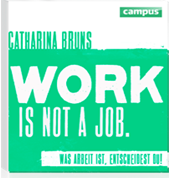 campus
CATHARINA BRUNS
WORK
IS NOT A JOB.
WAS ARBEIT IST, ENTSCHEIDEST DU!